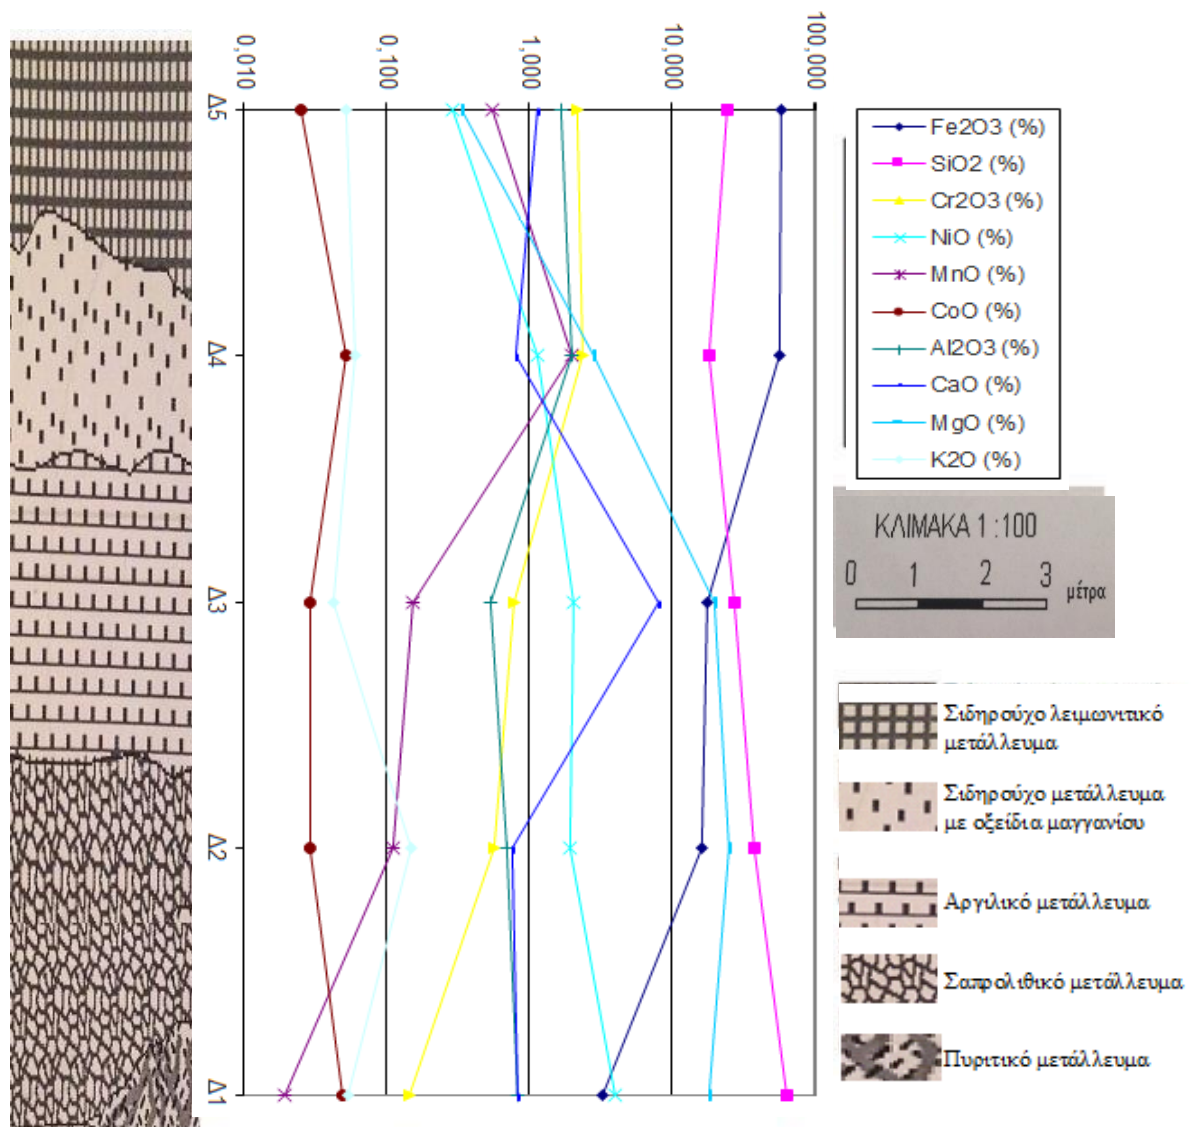 0,010
0,100
1,000
10,000
100,000
Δ5
Δ4
Δ3
Δ2
Δ1
Fe2O3 (%)
SiO2 (%)
Cr2O3 (%)
NiO (%)
MnO (%)
CoO (%)
Al2O3 (%)
CaO (%)
MgO (%)
K2O (%)
ΚΛΙΜΑΚΑ 1 :100
0 1 2 3
μέτρα
Σιδηρούχο λειμωνιτικό
μετάλλευμα
Σιδηρούχο μετάλλευμα
με οξείδια μαγγανίου
Αργιλικό μετάλλευμα
Σαπρολιθικό μετάλλευμα
Πυριτικό μετάλλευμα